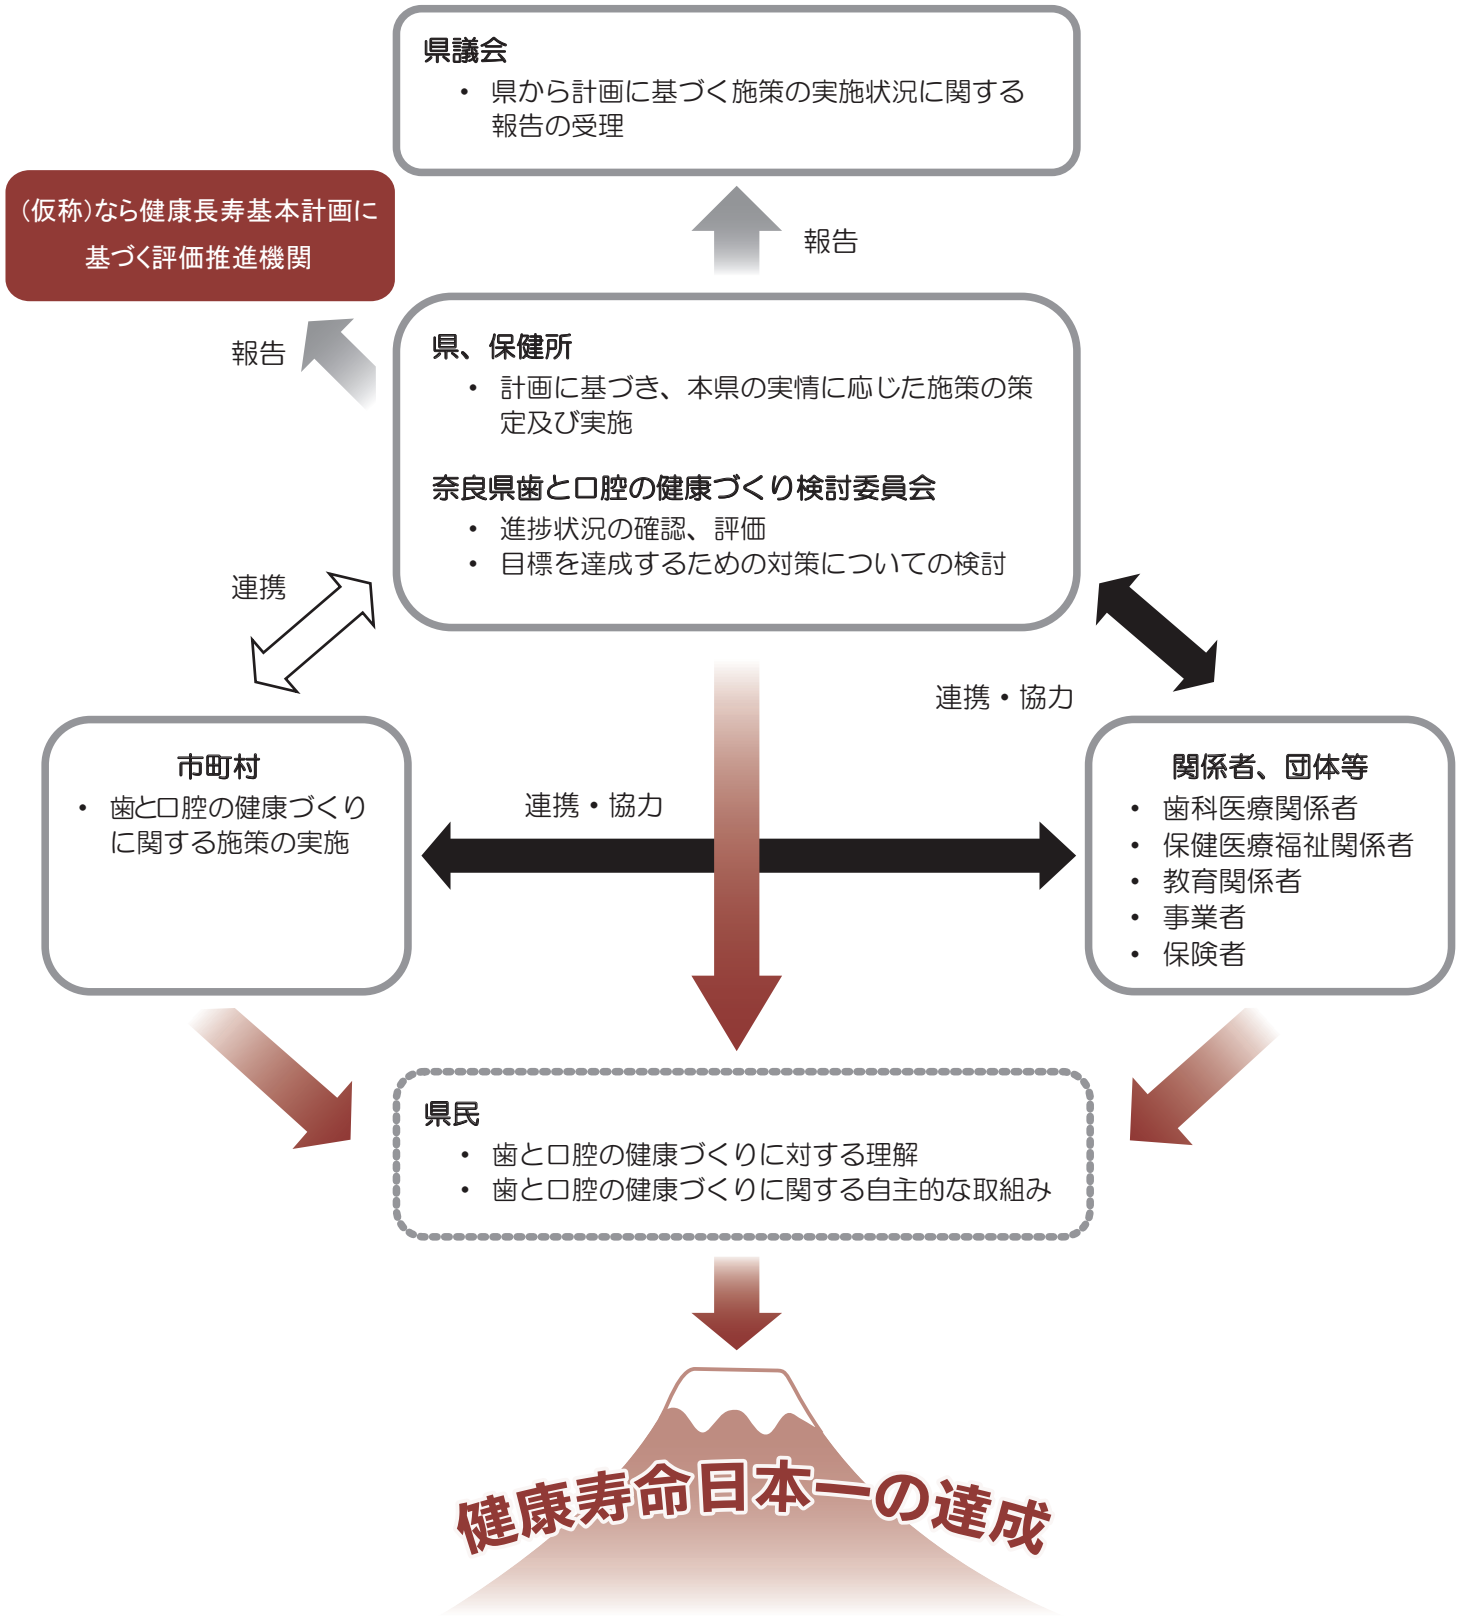 県議会
• 県から計画に基づく施策の実施状況に関する
報告の受理
(仮称)なら健康長寿基本計画に
基づく評価推進機関
報告
報告
県、保健所
• 計画に基づき、本県の実情に応じた施策の策
定及び実施
奈良県歯と口腔の健康づくり検討委員会
• 進捗状況の確認、評価
• 目標を達成するための対策についての検討
連携
連携・協力
市町村
• 歯と口腔の健康づくり
に関する施策の実施
連携・協力
関係者、団体等
• 歯科医療関係者
• 保健医療福祉関係者
• 教育関係者
• 事業者
• 保険者
県民
• 歯と口腔の健康づくりに対する理解
• 歯と口腔の健康づくりに関する自主的な取組み
健康寿命日本一の達成